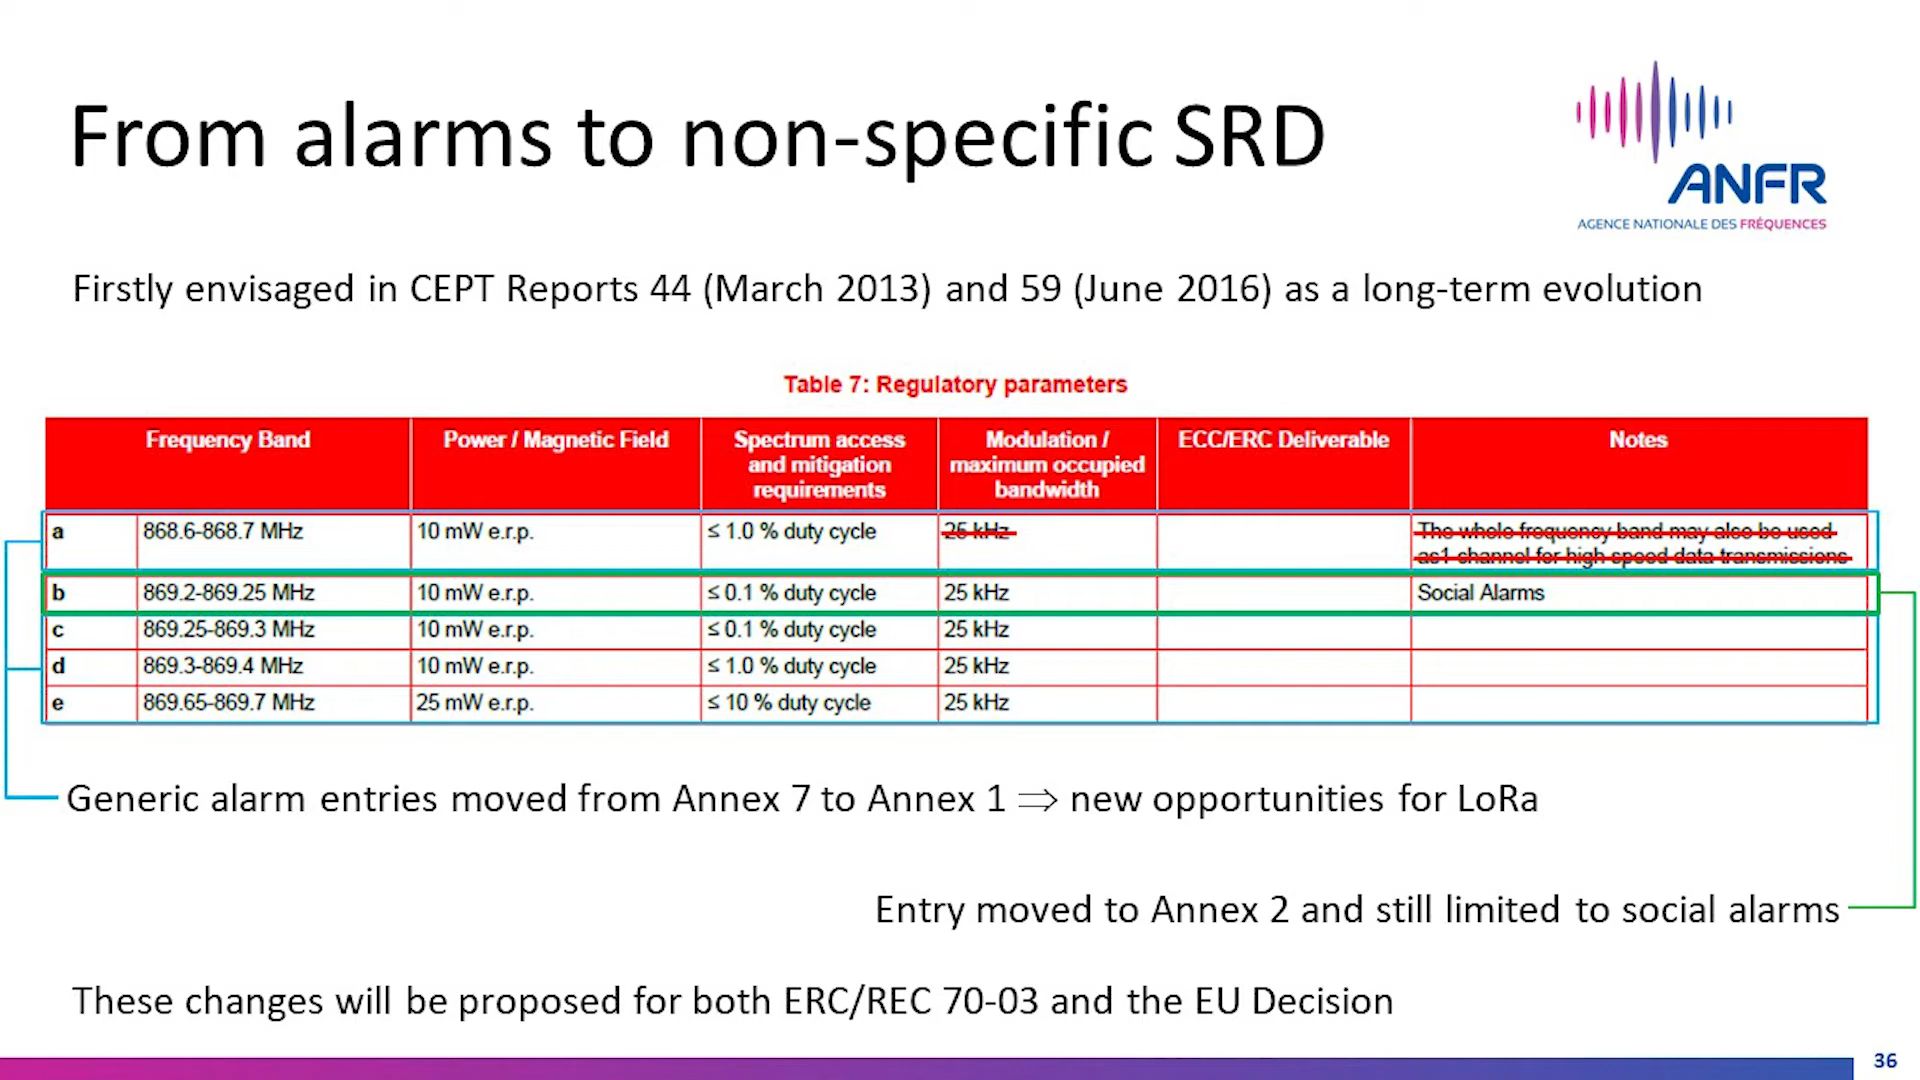 From alarms to non-specific SRD
ANFR
AGENCE NATIONALE DES FRÉQUENCES
Firstly envisaged in CEPT Reports 44 (March 2013) and 59 (June 2016) as a long-term evolution
Table 7: Regulatory parameters
Frequency Band Power / Magnetic Field Spectrum access and mitigation requirements Modulation / maximum occupied bandwidth ECC/ERC Deliverable Notes
a 868.6-868.7 MHz 10 mW e.r.p. ≤ 1.0 % duty cycle 25 kHz The whole frequency band may also be used as1 channel for high speed data transmissions
b 869.2-869.25 MHz 10 mW e.r.p. ≤ 0.1 % duty cycle 25 kHz Social Alarms
c 869.25-869.3 MHz 10 mW e.r.p. ≤ 0.1 % duty cycle 25 kHz
d 869.3-869.4 MHz 10 mW e.r.p. ≤ 1.0 % duty cycle 25 kHz
e 869.65-869.7 MHz 25 mW e.r.p. ≤ 10 % duty cycle 25 kHz
Generic alarm entries moved from Annex 7 to Annex 1 ⇒ new opportunities for LoRa
Entry moved to Annex 2 and still limited to social alarms
These changes will be proposed for both ERC/REC 70-03 and the EU Decision
36